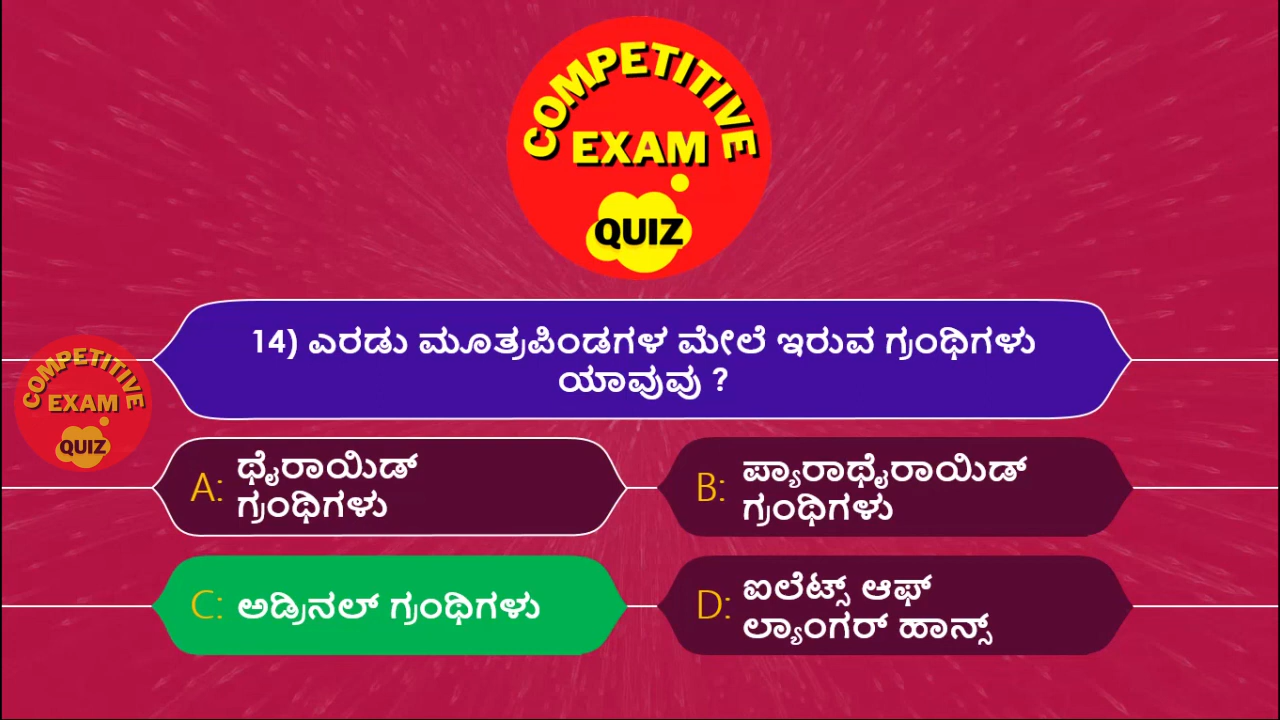 COMPETITIVE
EXAM
QUIZ
14) ಎರಡು ಮೂತ್ರಪಿಂಡಗಳ ಮೇಲೆ ಇರುವ ಗ್ರಂಥಿಗಳು
ಯಾವುವು ?
COMPETITIVE
EXAM
QUIZ
A: ಥೈರಾಯಿಡ್
ಗ್ರಂಥಿಗಳು
B: ಪ್ಯಾರಾಥೈರಾಯಿಡ್
ಗ್ರಂಥಿಗಳು
C: ಅಡ್ರಿನಲ್ ಗ್ರಂಥಿಗಳು
D: ಐಲೆಟ್ಸ್ ಆಫ್
ಲ್ಯಾಂಗರ್ ಹಾನ್ಸ್